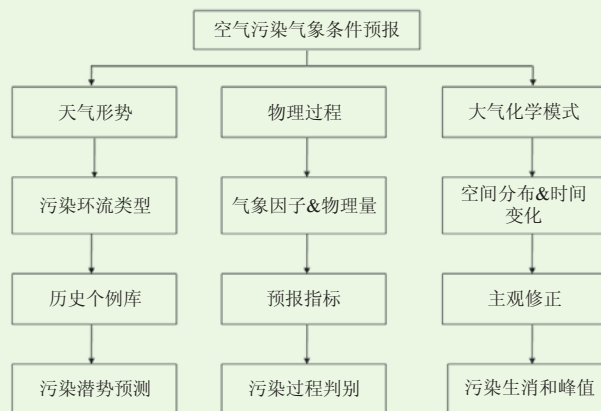 空气污染气象条件预报
天气形势
物理过程
大气化学模式
污染环流类型
气象因子&物理量
空间分布&时间
变化
历史个例库
预报指标
主观修正
污染潜势预测
污染过程判别
污染生消和峰值